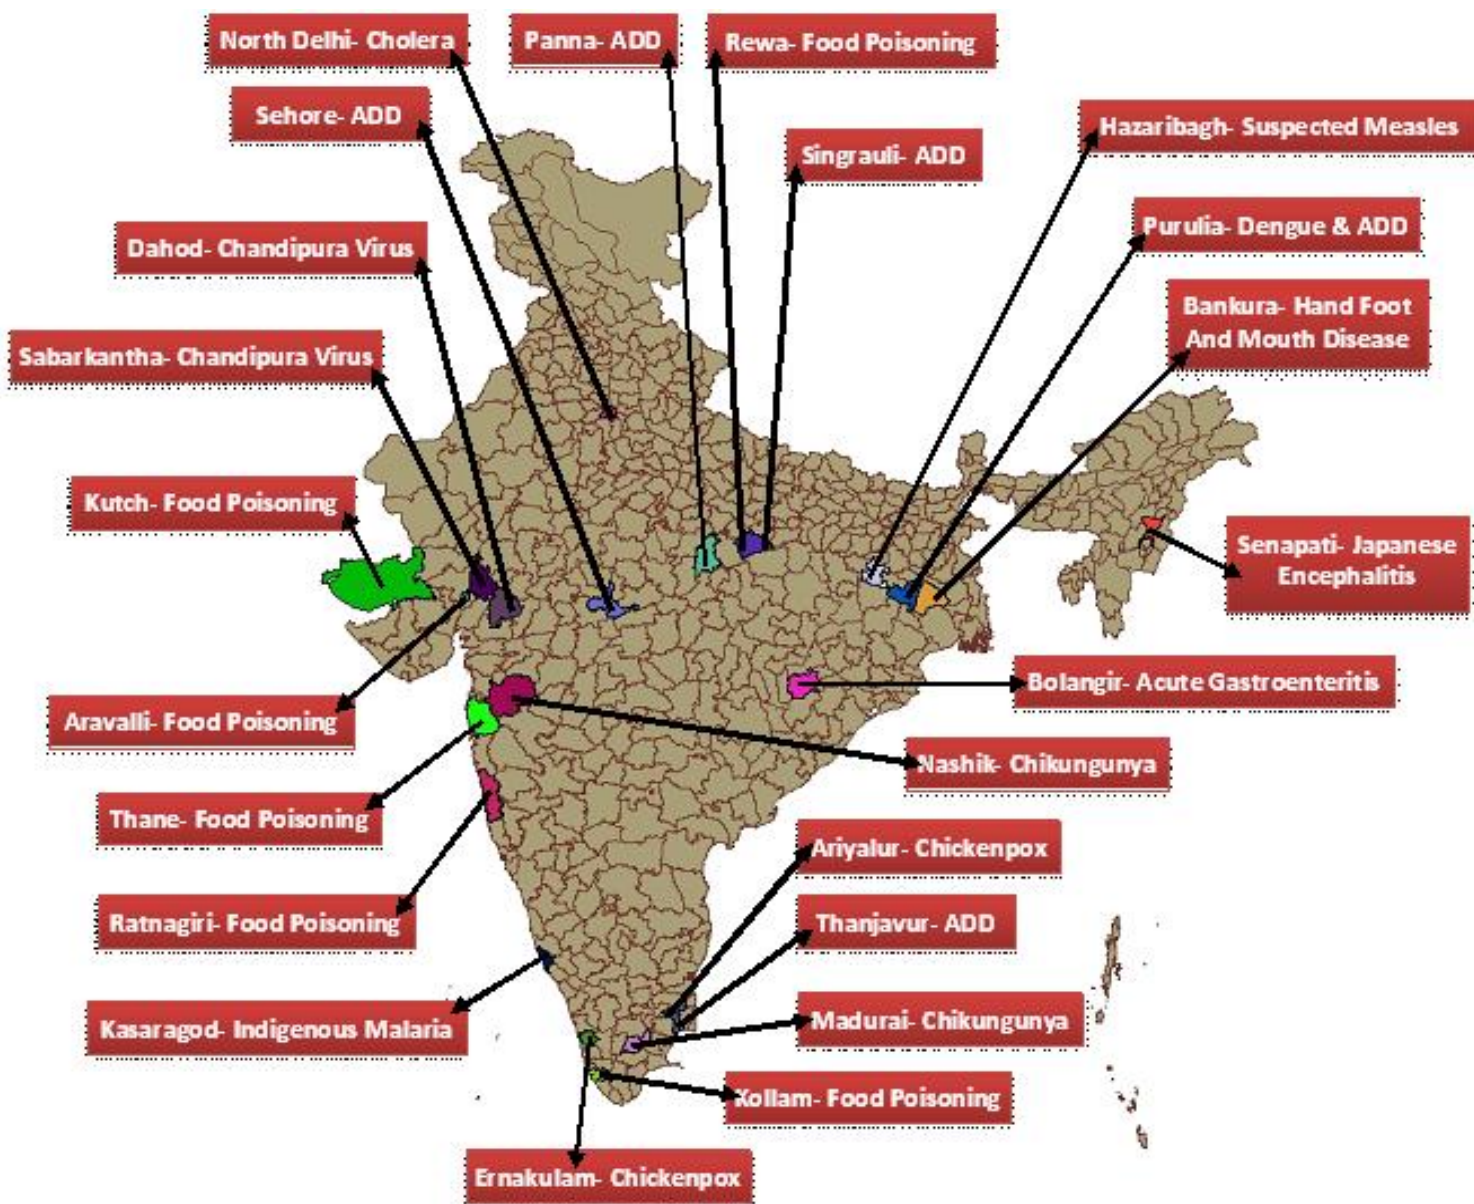 North Delhi- Cholera
Panna- ADD
Rewa- Food Poisoning
Sehore- ADD
Hazaribagh- Suspected Measles
Singrauli- ADD
Purulia- Dengue & ADD
Dahod- Chandipura Virus
Bankura- Hand Foot
And Mouth Disease
Sabarkantha- Chandipura Virus
Kutch- Food Poisoning
Senapati- Japanese
Encephalitis
Bolangir- Acute Gastroenteritis
Aravalli- Food Poisoning
Nashik- Chikungunya
Thane- Food Poisoning
Ariyalur- Chickenpox
Ratnagiri- Food Poisoning
Thanjavur- ADD
Kasaragod- Indigenous Malaria
Madurai- Chikungunya
Kollam- Food Poisoning
Ernakulam- Chickenpox